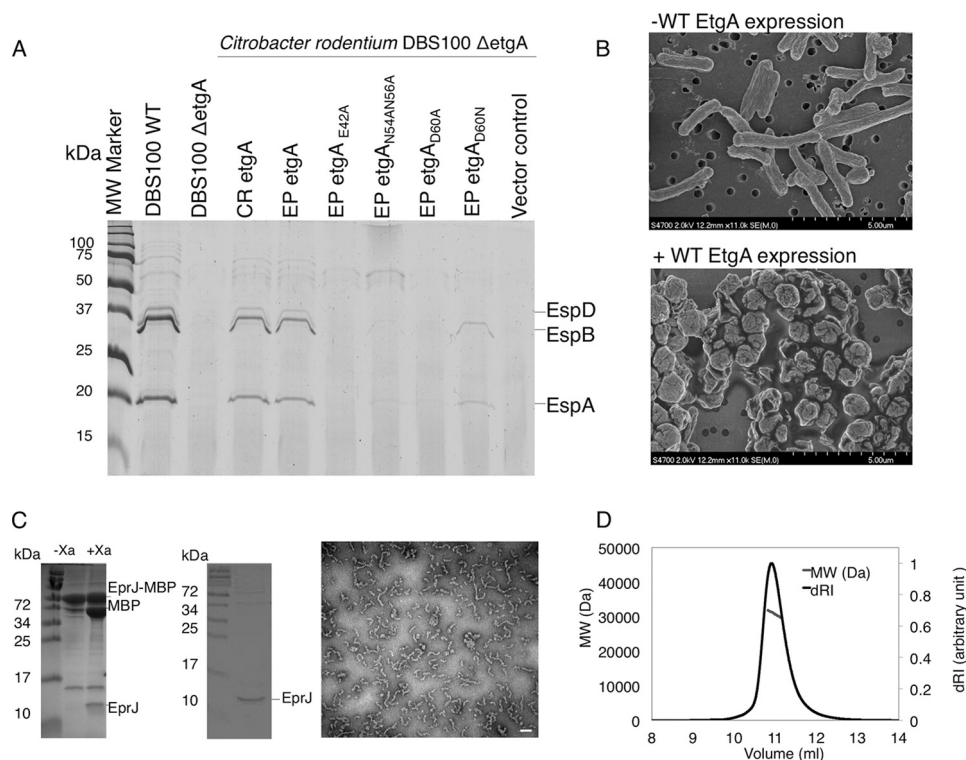 A
Citrobacter rodentium DBS100 ΔetgA
kDa
MW Marker
DBS100 WT
DBS100 ΔetgA
CR etgA
EP etgA
EP etgA E42A
EP etgA N54AN56A
EP etgA D60A
EP etgA D60N
Vector control
100
75
50
37
25
20
15
EspD
EspB
EspA
B
-WT EtgA expression
S4700 2.0kV 12.2mm x11.0k SE(M,0)
5.00um
+ WT EtgA expression
S4700 2.0kV 12.2mm x11.0k SE(M,0)
5.00um
C
kDa
-Xa +Xa
72
34
25
17
10
EprJ-MBP
MBP
EprJ
kDa
72
34
25
17
10
EprJ
D
MW (Da)
50000
40000
30000
20000
10000
0
8 9 10 11 12 13 14
Volume (ml)
MW (Da)
dRI
1
0.8
0.6
0.4
0.2
0
dRI (arbitrary unit )